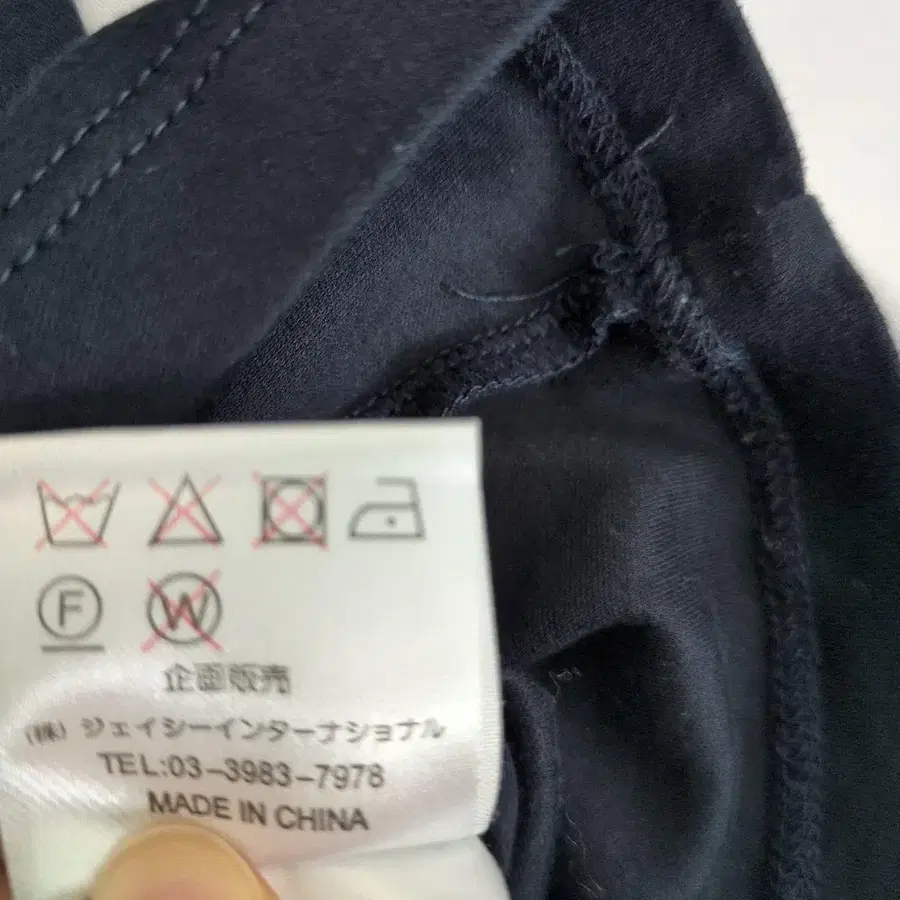 F W
企画販売
(株) ジェイシーインターナショナル
TEL:03-3983-7978
MADE IN CHINA